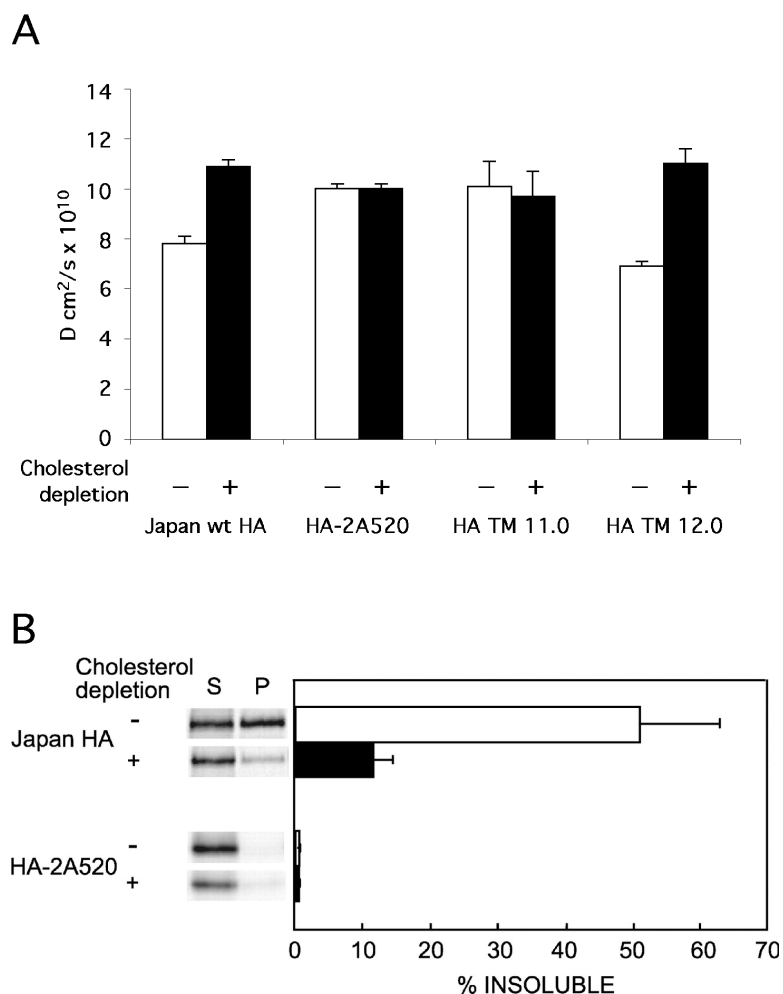 A
14
12
10
8
6
4
2
0
D cm²/s x 10¹⁰
Cholesterol
depletion
− + − + − + − +
Japan wt HA HA-2A520 HA TM 11.0 HA TM 12.0
B
Cholesterol
depletion
S P
Japan HA
-
+
HA-2A520
-
+
0 10 20 30 40 50 60 70
% INSOLUBLE